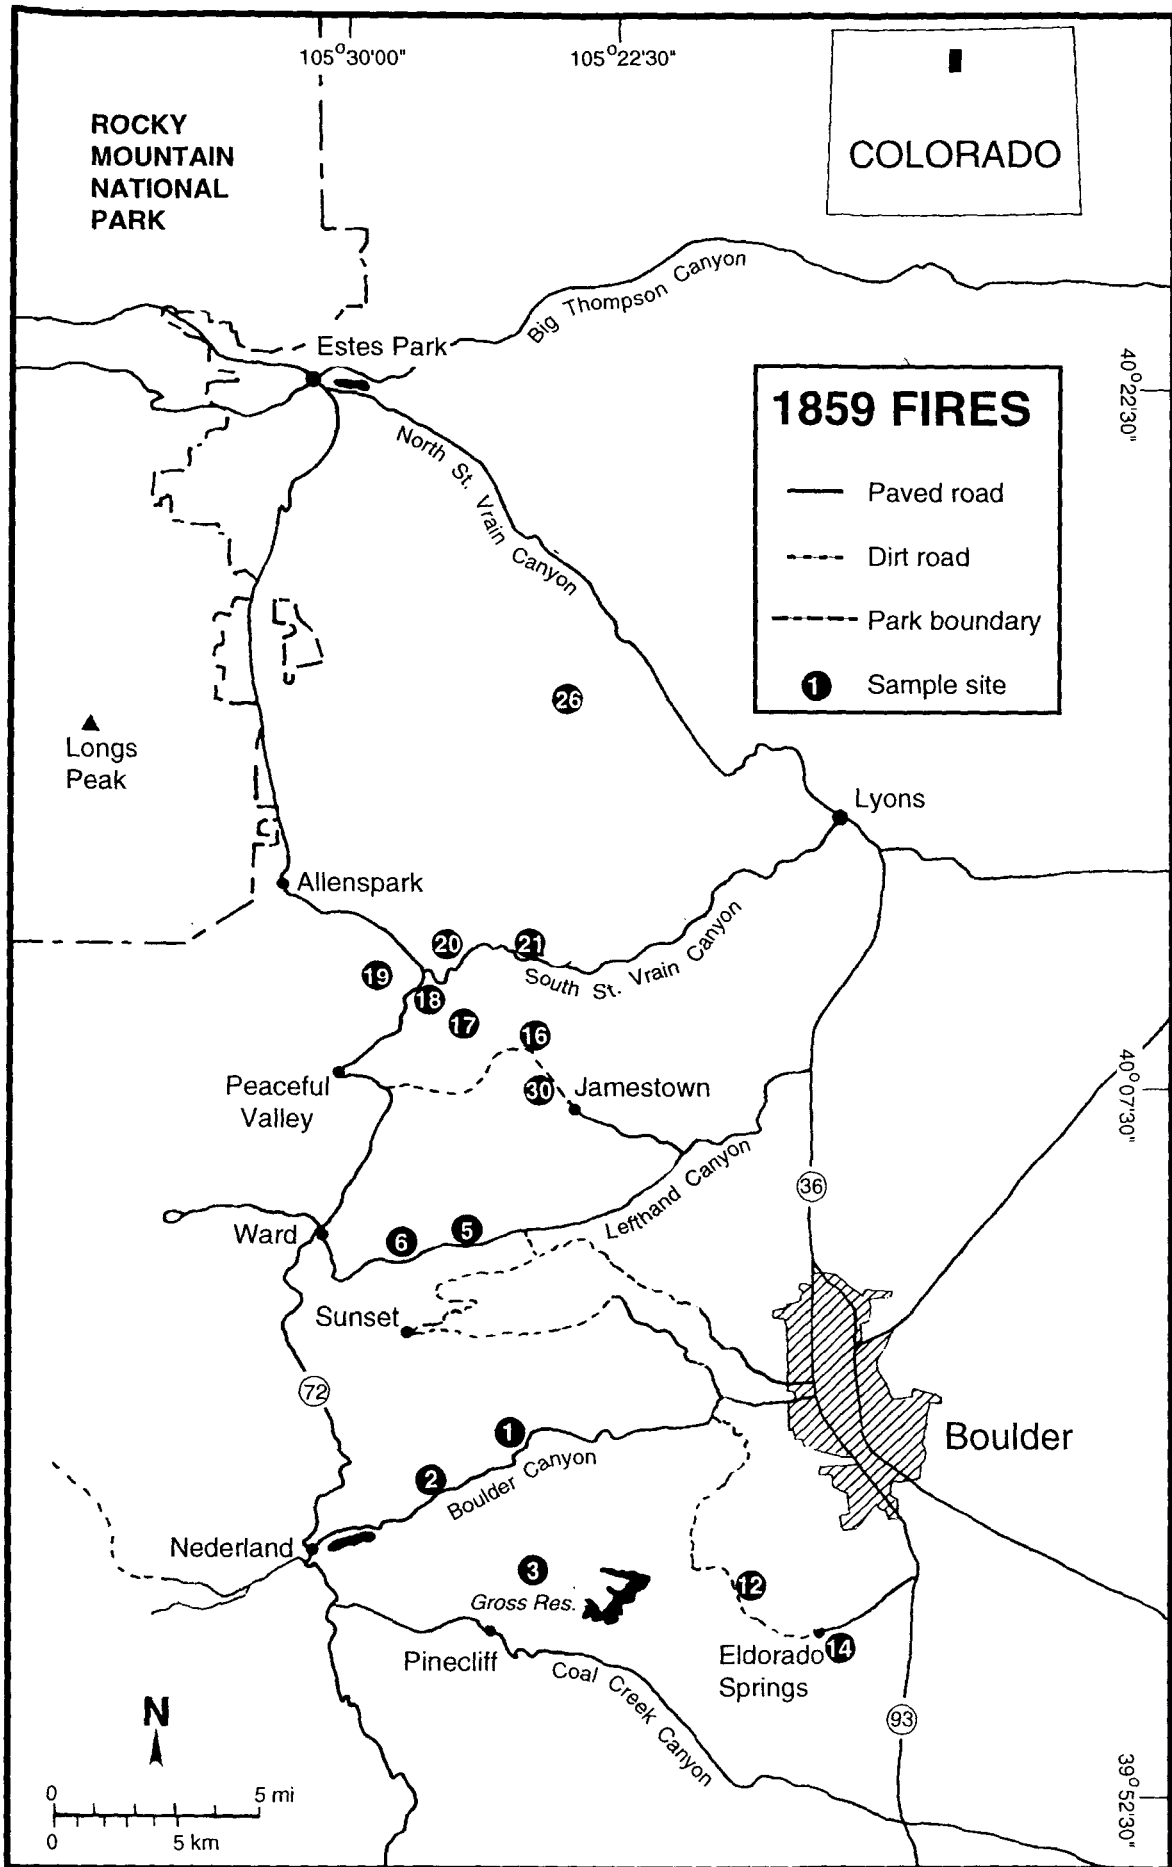 105°30'00"
105°22'30"
ROCKY
MOUNTAIN
NATIONAL
PARK
COLORADO
Big Thompson Canyon
Estes Park
40°22'30"
1859 FIRES
Paved road
Dirt road
Park boundary
1 Sample site
North St. Vrain Canyon
26
Longs
Peak
Lyons
Allenspark
20
21
19
South St. Vrain Canyon
18
17
16
Peaceful
Valley
30
Jamestown
40°07'30"
36
Lefthand Canyon
Ward
6
5
Sunset
72
1
Boulder
2
Boulder Canyon
Nederland
3
12
Gross Res.
Pinecliff
Eldorado
Springs
14
Coal Creek Canyon
93
N
39°52'30"
0 5 mi
0 5 km